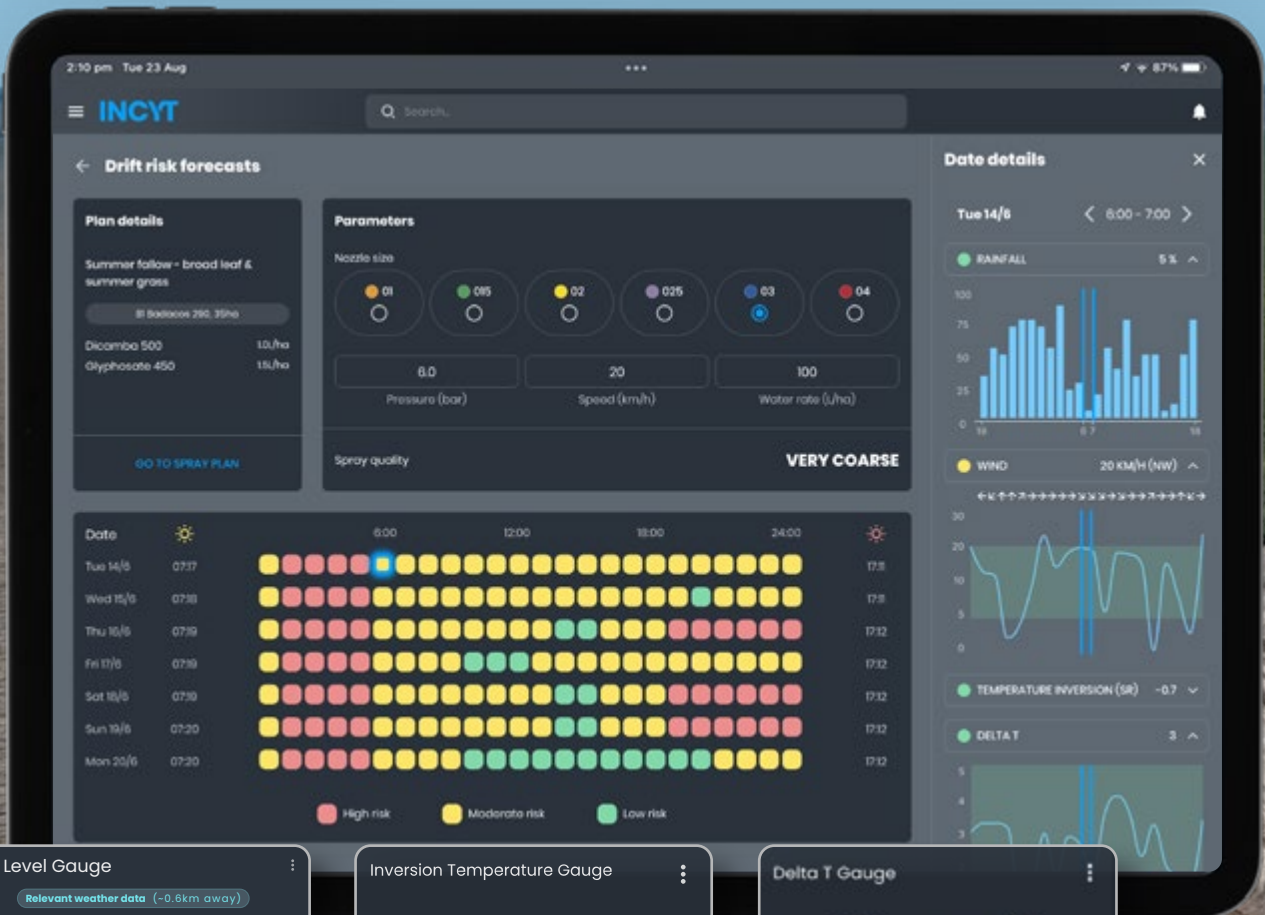 2:10 pm Tue 23 Aug
87%
INCYT
Search..
Drift risk forecasts
Plan details
Summer fallow - broad leaf &
summer grass
35ha
Dicamba 500 1.0L/ha
Glyphosate 450 1.5L/ha
GO TO SPRAY PLAN
Parameters
Nozzle size
01 015 02 025 03 04
6.0 20 100
Pressure (bar) Speed (km/h) Water rate (L/ha)
Spray quality VERY COARSE
Date 6:00 12:00 18:00 24:00
Tue 14/6 07:17 17:11
Wed 15/6 07:18 17:11
Thu 16/6 07:19 17:12
Fri 17/6 07:19 17:12
Sat 18/6 07:19 17:12
Sun 19/6 07:20 17:12
Mon 20/6 07:20 17:12
High risk Moderate risk Low risk
Date details
Tue 14/6 6:00 - 7:00
RAINFALL 5%
100
75
50
25
0
18 6 7 18
WIND 20 KM/H (NW)
30
20
10
5
0
TEMPERATURE INVERSION (SR) -0.7
DELTA T 3
5
4
3
Level Gauge
Relevant weather data (~0.6km away)
Inversion Temperature Gauge
Delta T Gauge